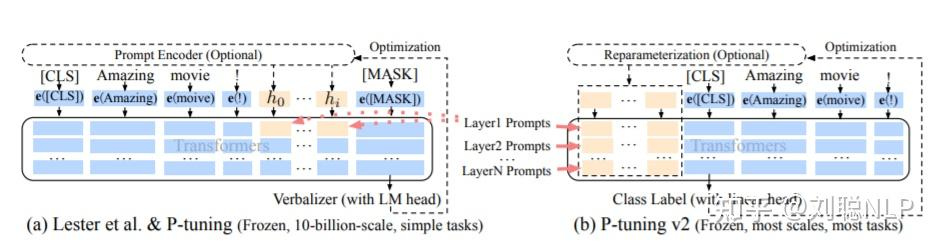 Prompt Encoder (Optional)
Optimization
[CLS] Amazing movie ! [MASK]
e([CLS]) e(Amazing) e(moive) e(!) h0 ... hi e([MASK])
Transformers
... ... ... ... ... ... ...
Verbalizer (with LM head)
(a) Lester et al. & P-tuning (Frozen, 10-billion-scale, simple tasks)
Layer1 Prompts
Layer2 Prompts
...
LayerN Prompts
Reparameterization (Optional)
Optimization
[CLS] Amazing movie !
... e([CLS]) e(Amazing) e(moive) e(!)
Transformers
... ... ... ... ... ...
Class Label (with linear head)
(b) P-tuning v2 (Frozen, most scales, most tasks)
知乎 @刘聪NLP